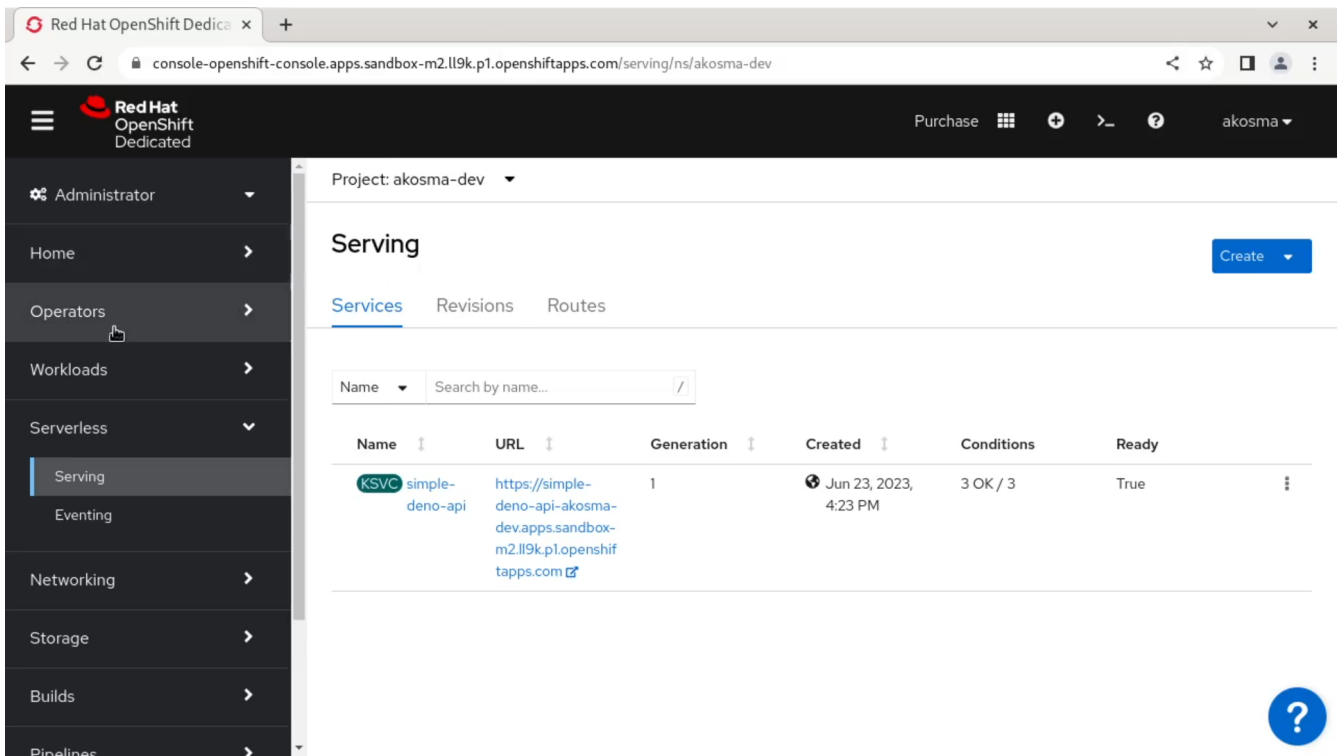 Red Hat OpenShift Dedica
console-openshift-console.apps.sandbox-m2.ll9k.p1.openshiftapps.com/serving/ns/akosma-dev
Red Hat
OpenShift
Dedicated
Purchase
akosma
Administrator
Home
Operators
Workloads
Serverless
Serving
Eventing
Networking
Storage
Builds
Pipelines
Project: akosma-dev
Serving
Create
Services Revisions Routes
Name Search by name... /
Name URL Generation Created Conditions Ready
KSVC simple-
deno-api
https://simple-
deno-api-akosma-
dev.apps.sandbox-
m2.ll9k.p1.openshif
tapps.com
1
Jun 23, 2023,
4:23 PM
3 OK / 3
True
?